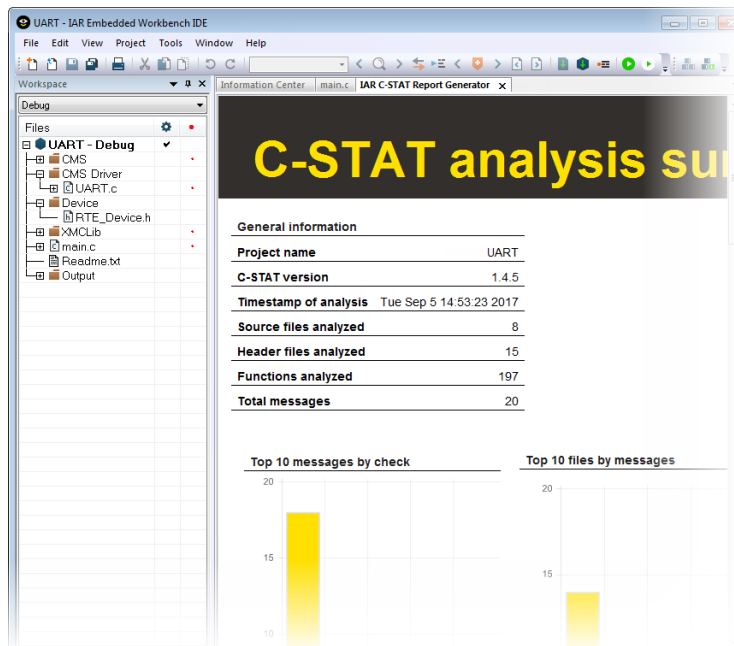 UART - IAR Embedded Workbench IDE
File Edit View Project Tools Window Help
Workspace
Information Center main.c IAR C-STAT Report Generator
Debug
Files
UART - Debug
CMS
CMS Driver
UART.c
Device
RTE_Device.h
XMCLib
main.c
Readme.txt
Output
C-STAT analysis su
General information
Project name UART
C-STAT version 1.4.5
Timestamp of analysis Tue Sep 5 14:53:23 2017
Source files analyzed 8
Header files analyzed 15
Functions analyzed 197
Total messages 20
Top 10 messages by check
20
15
10
Top 10 files by messages
20
15